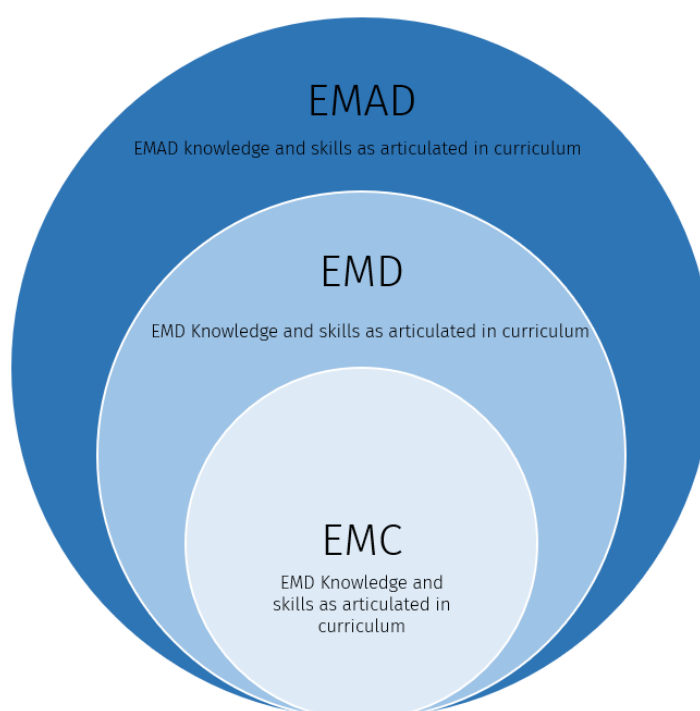 EMAD
EMAD knowledge and skills as articulated in curriculum
EMD
EMD Knowledge and skills as articulated in curriculum
EMC
EMD Knowledge and
skills as articulated in
curriculum